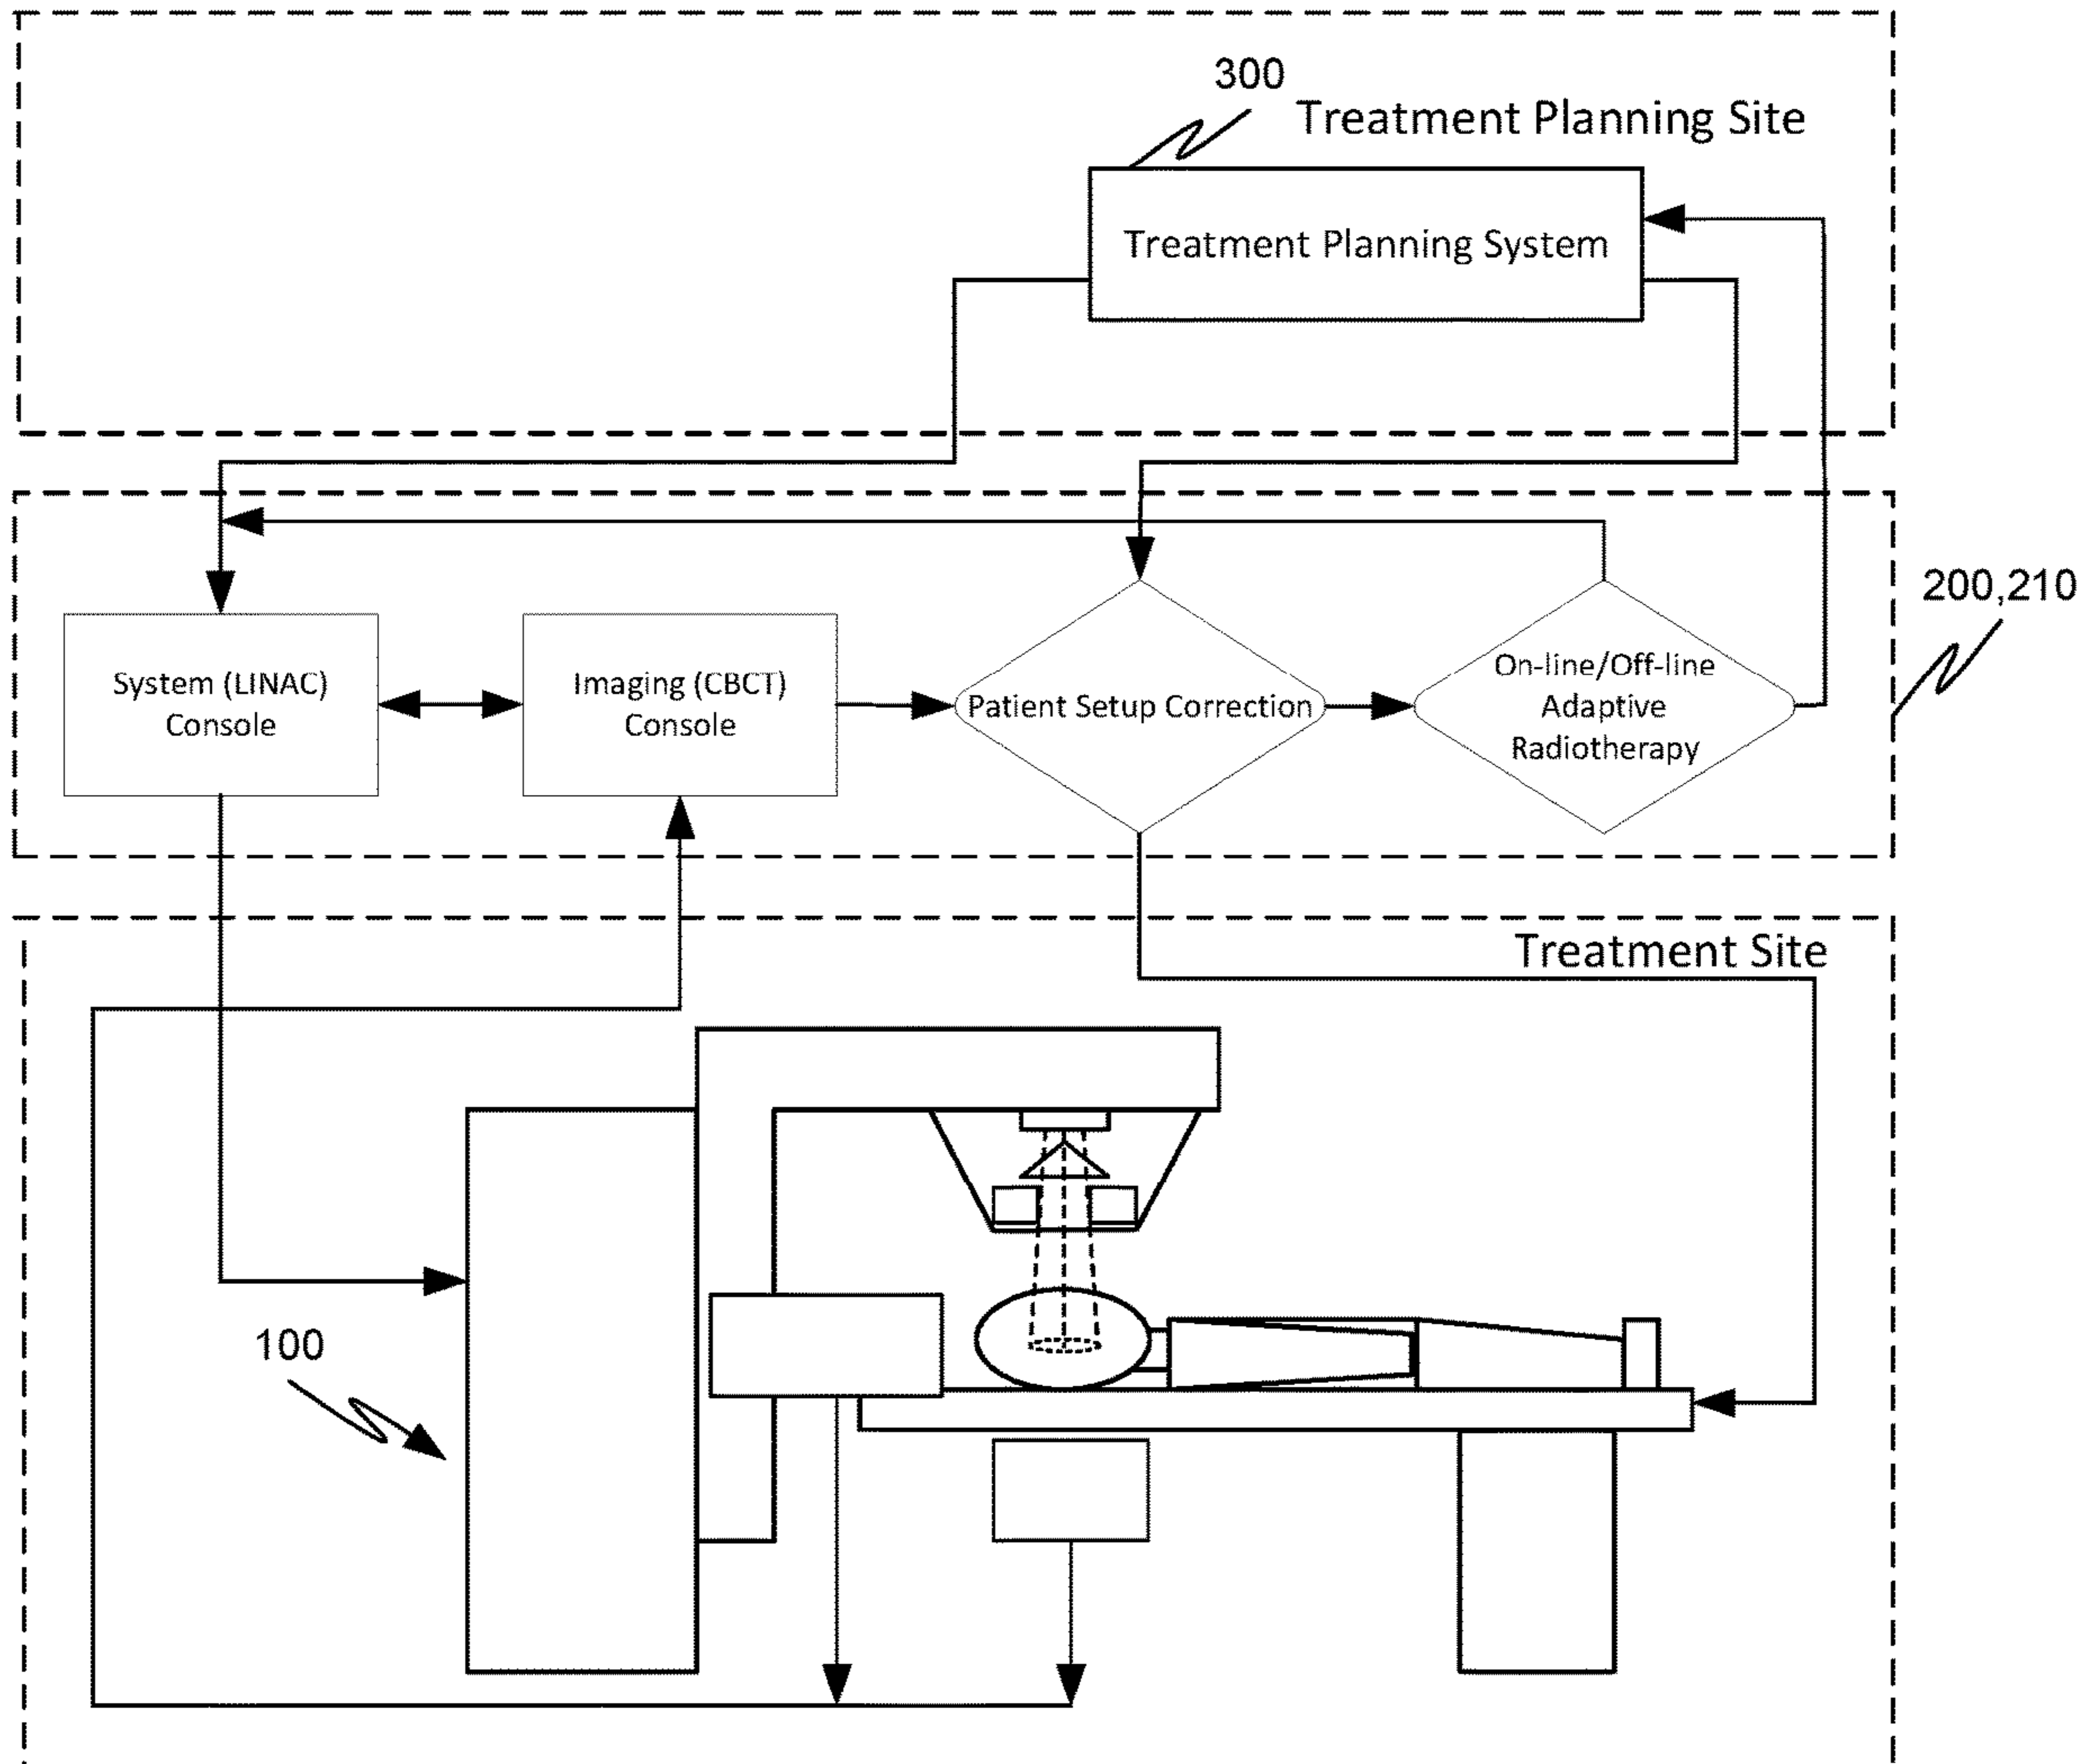 300
Treatment Planning Site
Treatment Planning System
200,210
System (LINAC)
Console
Imaging (CBCT)
Console
Patient Setup Correction
On-line/Off-line
Adaptive
Radiotherapy
Treatment Site
100